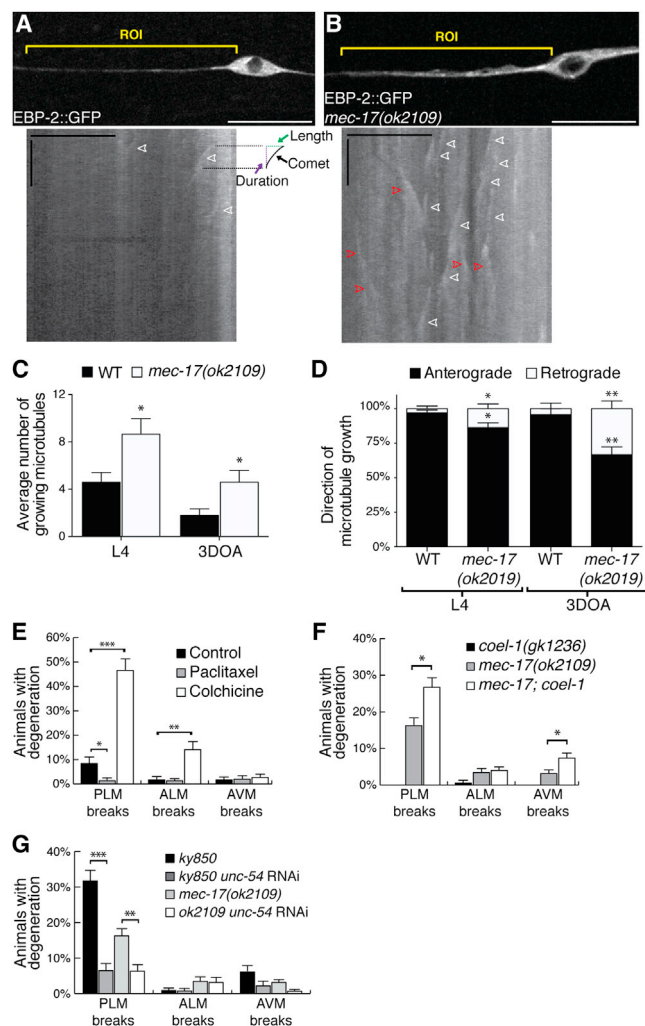 A
ROI
EBP-2::GFP
B
ROI
EBP-2::GFP
mec-17(ok2109)
Length
Comet
Duration
C
WT
mec-17(ok2109)
Average number of
growing microtubules
12
8
4
0
*
*
L4
3DOA
D
Anterograde
Retrograde
Direction of
microtubule growth
100%
75%
50%
25%
0%
*
*
**
**
WT
mec-17
(ok2019)
WT
mec-17
(ok2019)
L4
3DOA
E
Animals with
degeneration
60%
50%
40%
30%
20%
10%
0%
***
*
**
Control
Paclitaxel
Colchicine
PLM
breaks
ALM
breaks
AVM
breaks
F
Animals with
degeneration
40%
30%
20%
10%
0%
*
*
coel-1(gk1236)
mec-17(ok2109)
mec-17; coel-1
PLM
breaks
ALM
breaks
AVM
breaks
G
Animals with
degeneration
40%
30%
20%
10%
0%
***
**
ky850
ky850 unc-54 RNAi
mec-17(ok2109)
ok2109 unc-54 RNAi
PLM
breaks
ALM
breaks
AVM
breaks